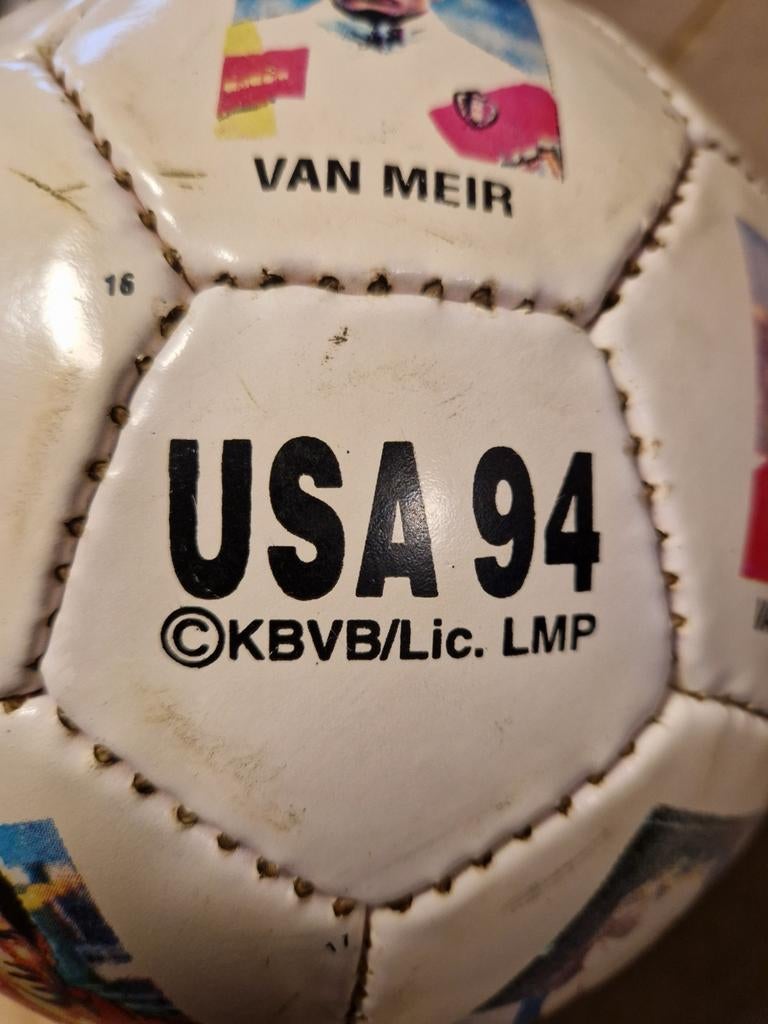 VAN MEIR
16
USA 94
©KBVB/Lic. LMP